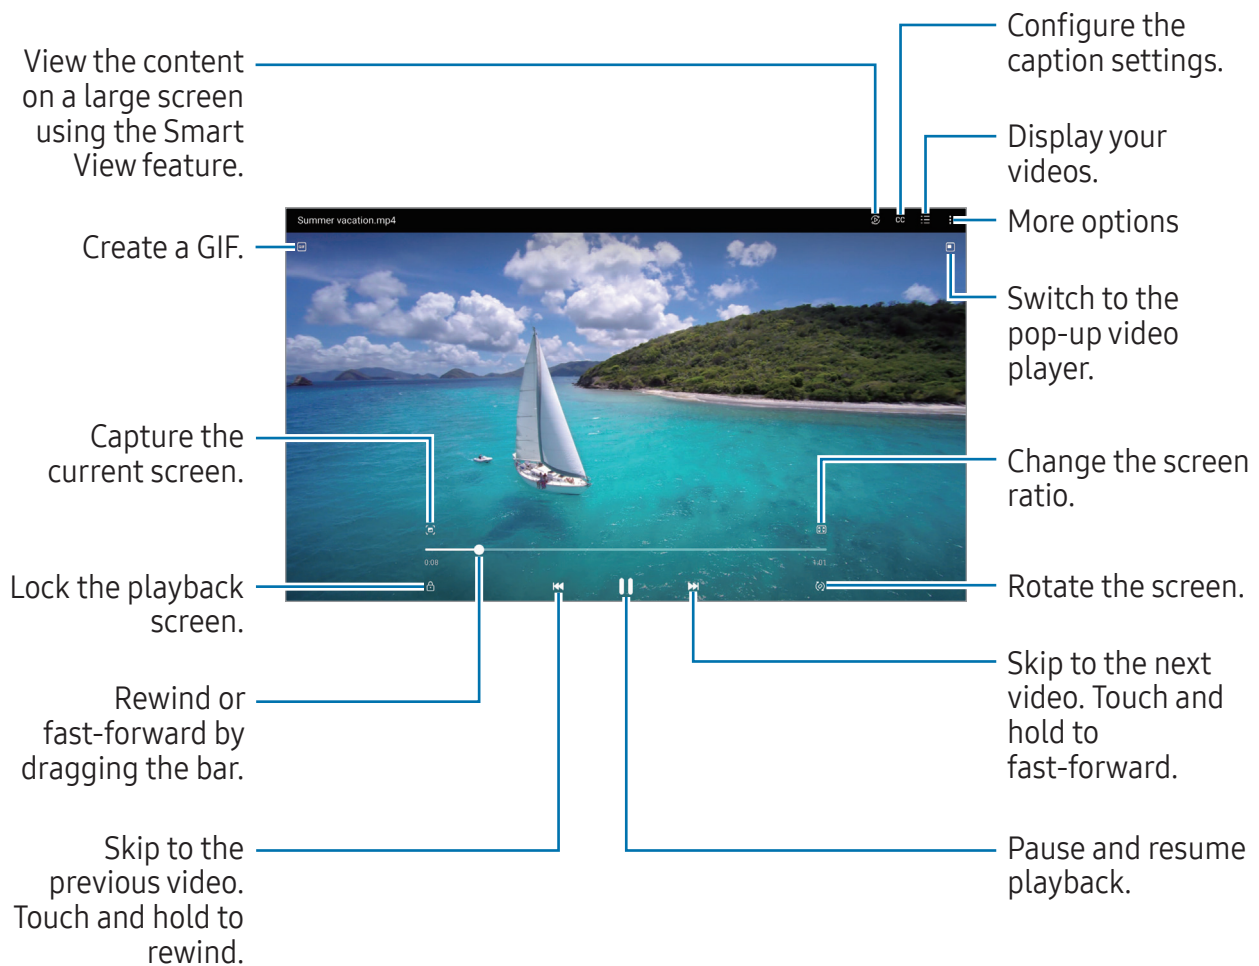 Configure the
caption settings.
View the content
on a large screen
using the Smart
View feature.
Display your
videos.
Summer vacation.mp4
CC
More options
Create a GIF.
GIF
Switch to the
pop-up video
player.
Capture the
current screen.
Change the screen
ratio.
0:08
1:01
Lock the playback
screen.
Rotate the screen.
Rewind or
fast-forward by
dragging the bar.
Skip to the next
video. Touch and
hold to
fast-forward.
Skip to the
previous video.
Touch and hold to
rewind.
Pause and resume
playback.